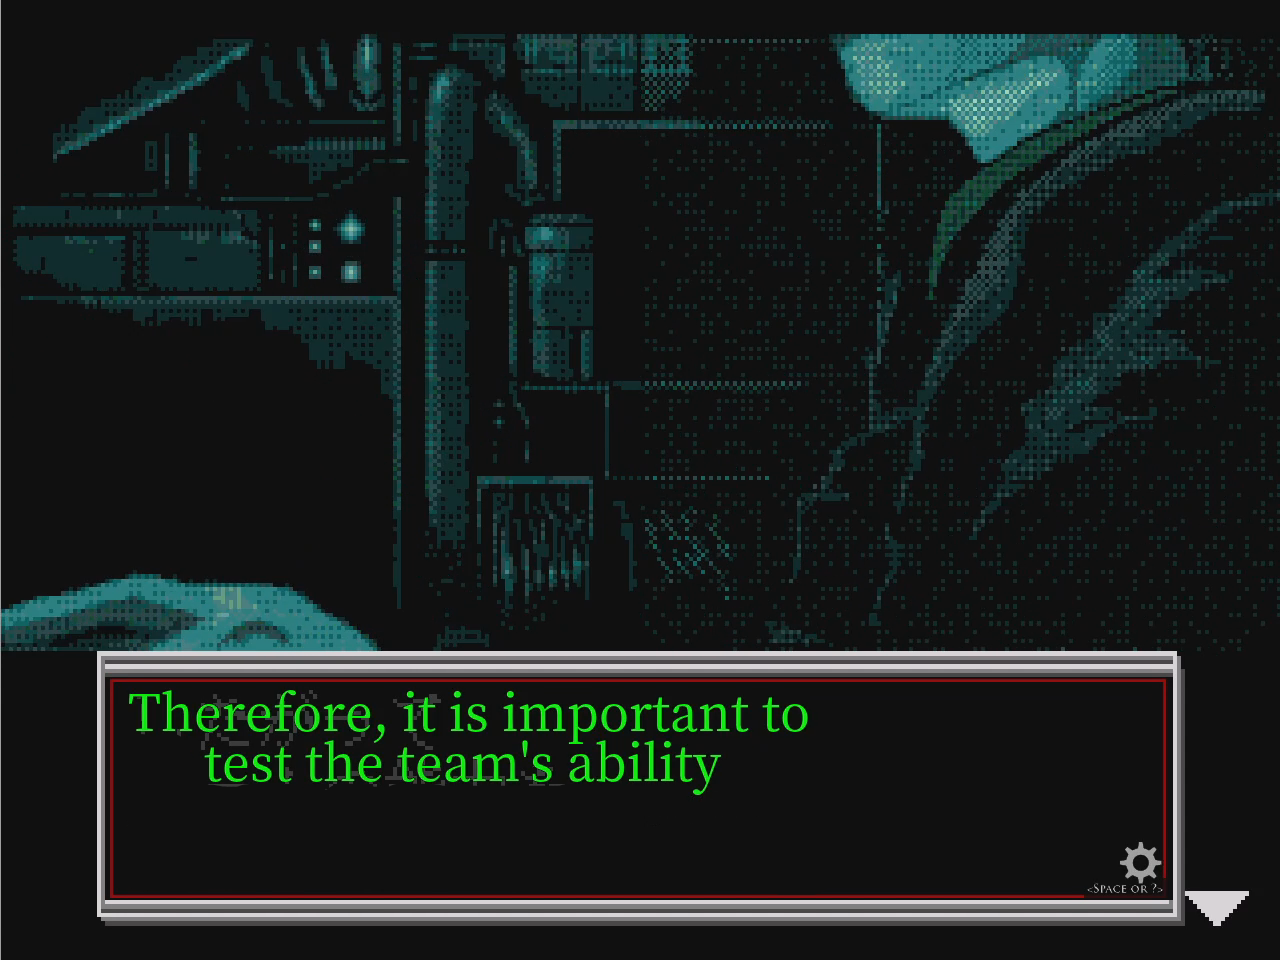 Therefore, it is important to
test the team's ability
<SPACE OR ?>